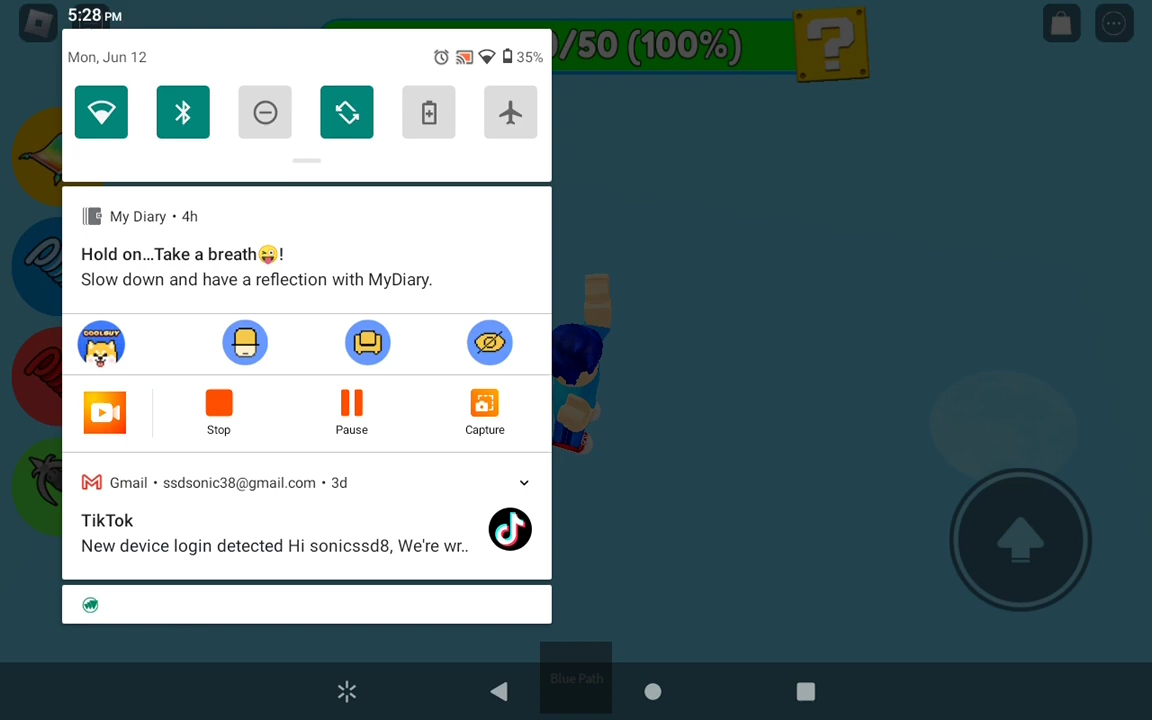 5:28 PM
/50 (100%)
Mon, Jun 12
35%
My Diary • 4h
Hold on...Take a breath😜!
Slow down and have a reflection with MyDiary.
COOLGUY
Stop
Pause
Capture
Gmail • ssdsonic38@gmail.com • 3d
TikTok
New device login detected Hi sonicssd8, We're wr..
Blue Path